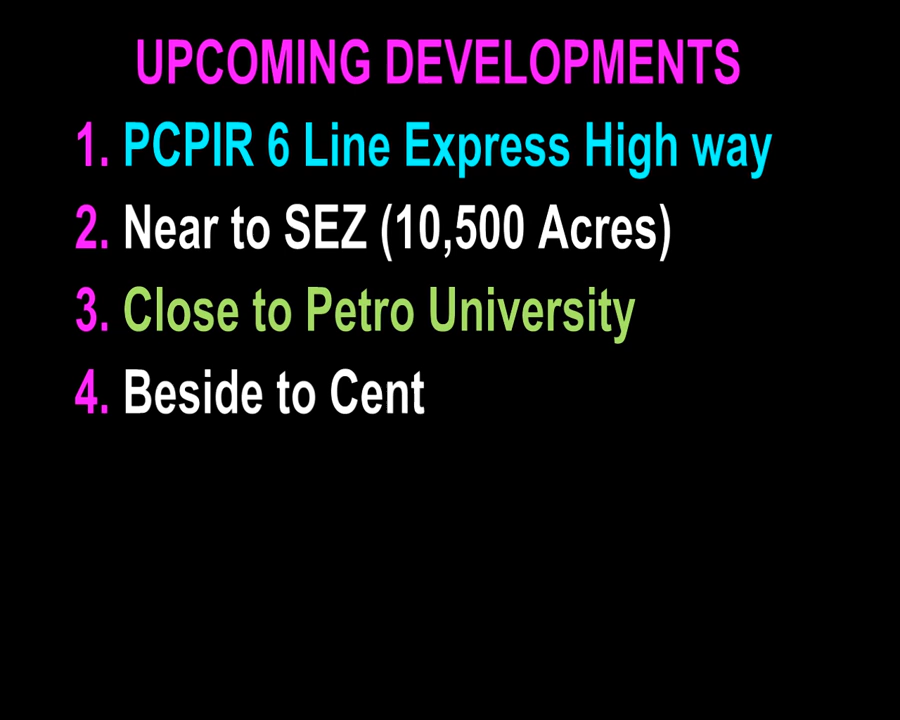 UPCOMING DEVELOPMENTS
1. PCPIR 6 Line Express High way
2. Near to SEZ (10,500 Acres)
3. Close to Petro University
4. Beside to Cent